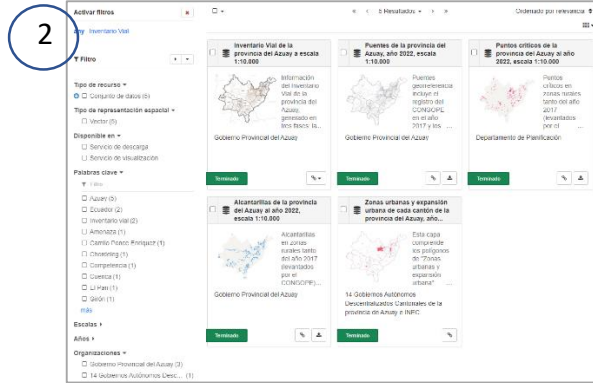 2
Activar filtros
any Inventario Vial
Filtro
Tipo de recurso
Conjunto de datos (5)
Tipo de representación espacial
Vector (5)
Disponible en
Servicio de descarga
Servicio de visualización
Palabras clave
Filtro
Azuay (5)
Ecuador (2)
Inventario vial (2)
Amenaza (1)
Camilo Ponce Enríquez (1)
Chordeleg (1)
Competencia (1)
Cuenca (1)
El Pan (1)
Girón (1)
más
Escalas
Años
Organizaciones
Gobierno Provincial del Azuay (3)
14 Gobiernos Autónomos Desc... (1)
5 Resultados
Ordenado por relevancia
Inventario Vial de la
provincia del Azuay a escala
1:10.000
Información
del Inventario
Vial de la
provincia del
Azuay,
generado en
tres fases: la...
Gobierno Provincial del Azuay
Terminado
Puentes de la provincia del
Azuay, año 2022, escala
1:10.000
Puentes
georreferencia
incluye el
registro del
CONGOPE
en el año
2017 y los ...
Gobierno Provincial del Azuay
Terminado
Puntos críticos de la
provincia del Azuay al año
2022, escala 1:10.000
Puntos
críticos en
zonas rurales
tanto del año
2017
(levantados
por el ...
Departamento de Planificación
Terminado
Alcantarillas de la provincia
del Azuay al año 2022,
escala 1:10.000
Alcantarillas
en zonas
rurales tanto
del año 2017
(levantados
por el
CONGOPE)...
Gobierno Provincial del Azuay
Terminado
Zonas urbanas y expansión
urbana de cada cantón de la
provincia del Azuay, año...
Esta capa
comprende
los polígonos
de "Zonas
urbanas y
expansión
urbana" ...
14 Gobiernos Autónomos
Descentralizados Cantonales de la
provincia de Azuay e INEC
Terminado